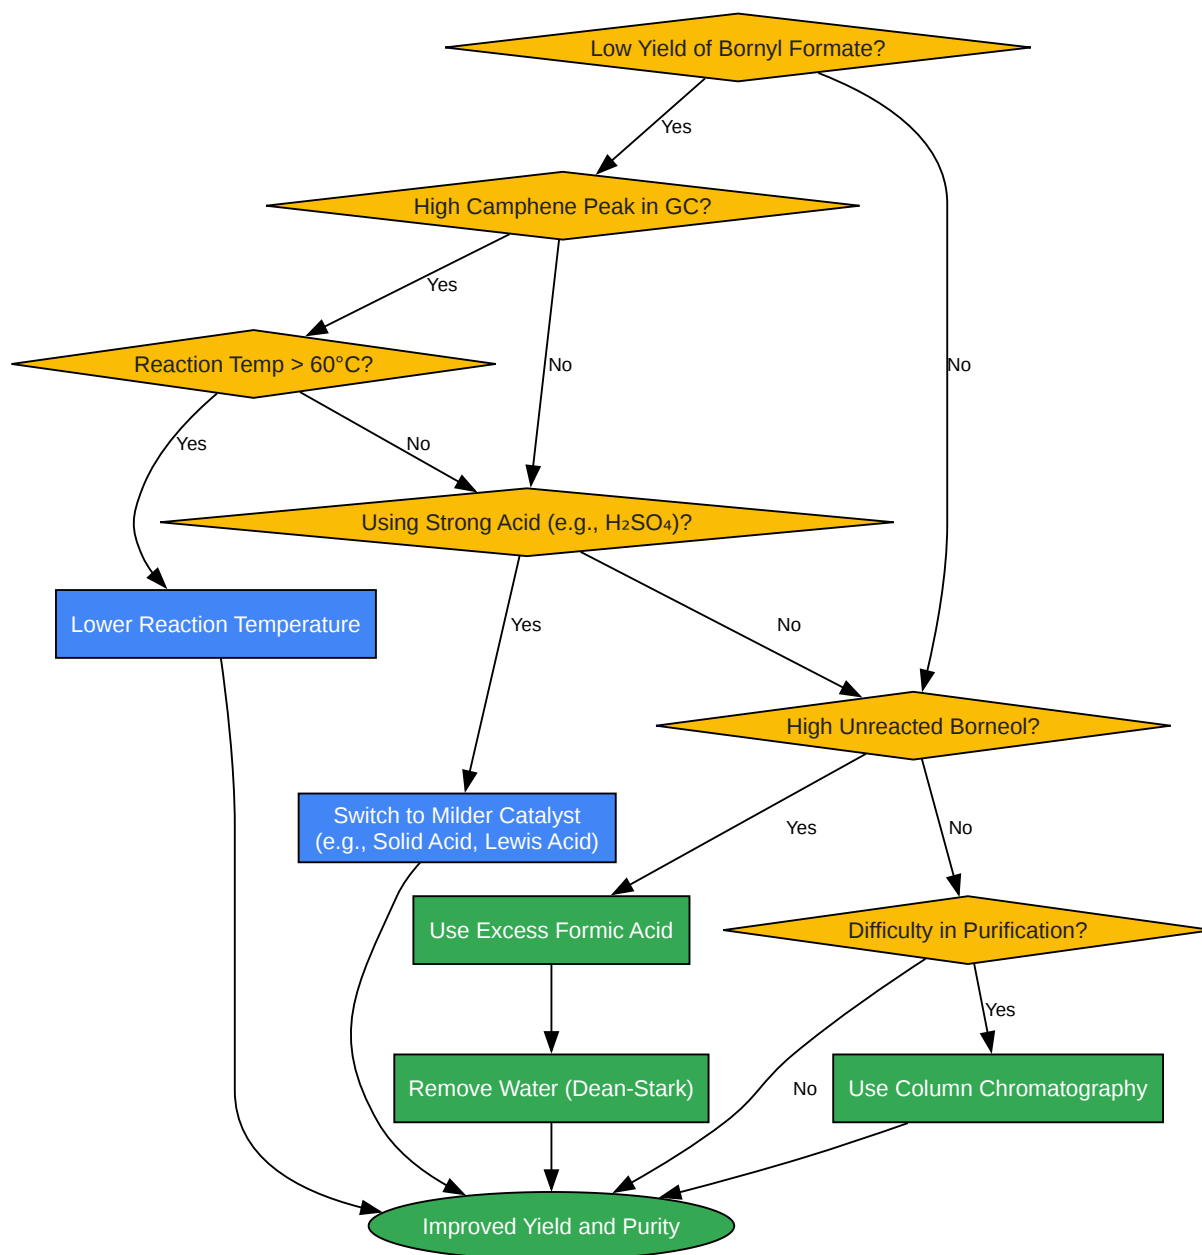 Low Yield of Bornyl Formate?
Yes
High Camphene Peak in GC?
Yes
Reaction Temp > 60°C?
No
No
Yes
No
Using Strong Acid (e.g., H₂SO₄)?
Lower Reaction Temperature
Yes
No
High Unreacted Borneol?
Switch to Milder Catalyst
(e.g., Solid Acid, Lewis Acid)
Yes
No
Use Excess Formic Acid
Difficulty in Purification?
Yes
Remove Water (Dean-Stark)
No
Use Column Chromatography
Improved Yield and Purity